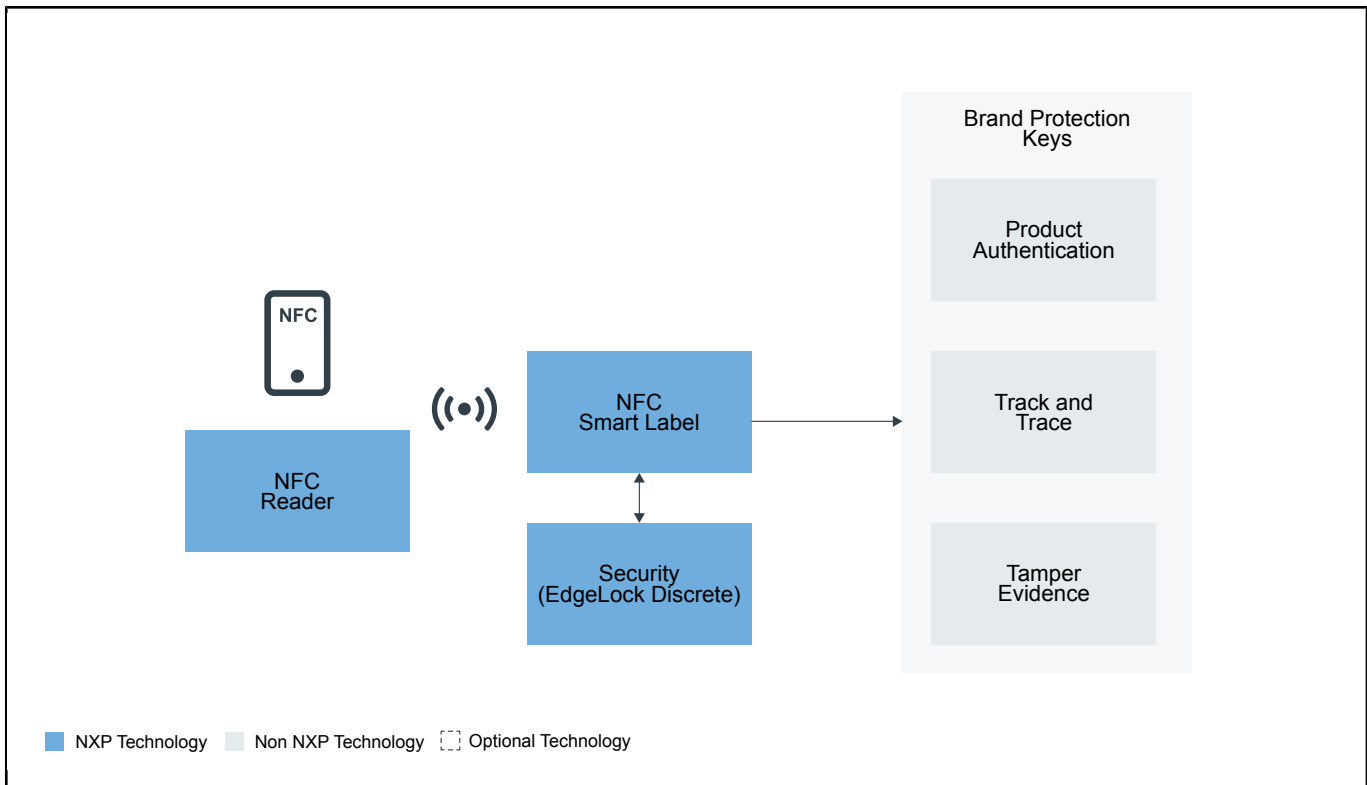 Brand Protection
Keys
Product
Authentication
NFC
NFC
Smart Label
Track and
Trace
NFC
Reader
Security
(EdgeLock Discrete)
Tamper
Evidence
NXP Technology
Non NXP Technology
Optional Technology